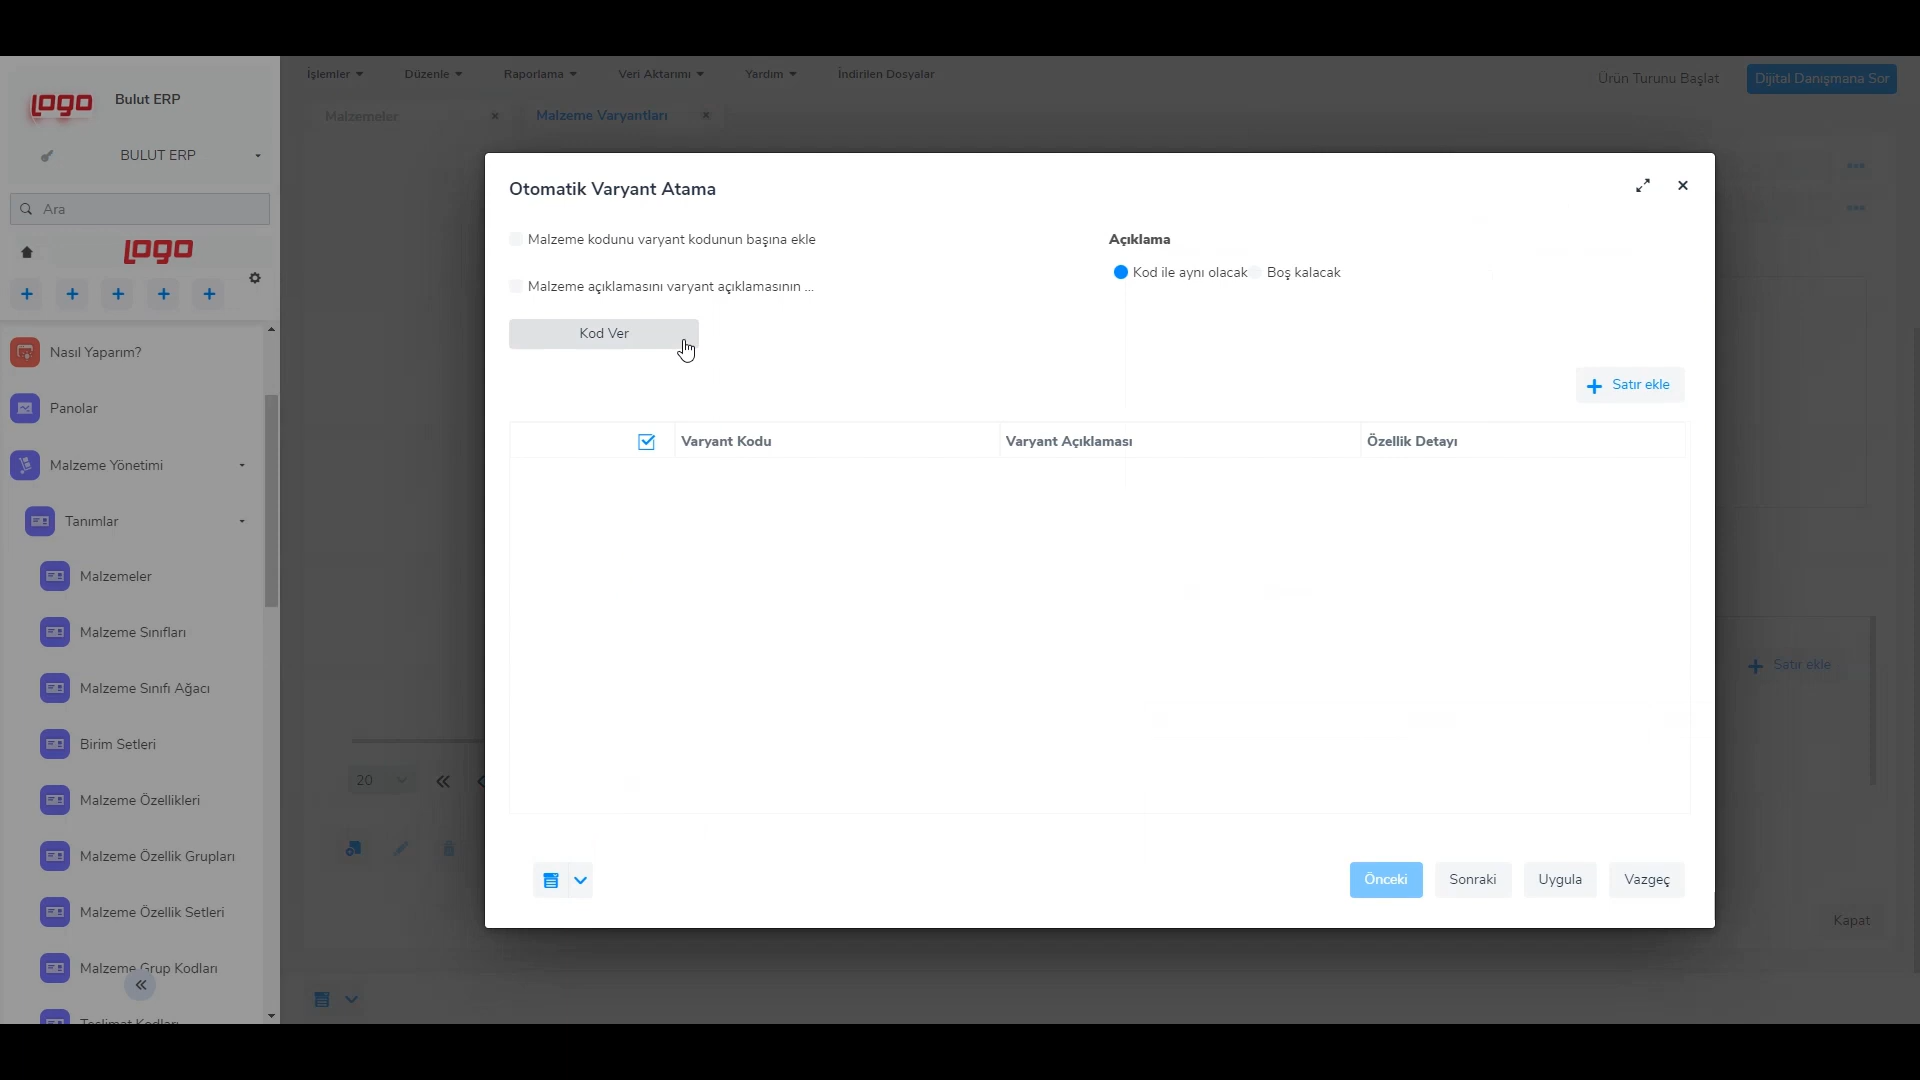 logo
Bulut ERP
BULUT ERP
Ara
logo
Nasıl Yaparım?
Panolar
Malzeme Yönetimi
Tanımlar
Malzemeler
Malzeme Sınıfları
Malzeme Sınıfı Ağacı
Birim Setleri
Malzeme Özellikleri
Malzeme Özellik Grupları
Malzeme Özellik Setleri
Malzeme Grup Kodları
Teslimat Kodları
İşlemler
Düzenle
Raporlama
Veri Aktarımı
Yardım
İndirilen Dosyalar
Ürün Turunu Başlat
Dijital Danışmana Sor
Malzemeler
Malzeme Varyantları
Otomatik Varyant Atama
Malzeme kodunu varyant kodunun başına ekle
Açıklama
Kod ile aynı olacak
Boş kalacak
Malzeme açıklamasını varyant açıklamasının ...
Kod Ver
Satır ekle
Varyant Kodu
Varyant Açıklaması
Özellik Detayı
Satır ekle
20
Önceki
Sonraki
Uygula
Vazgeç
Kapat